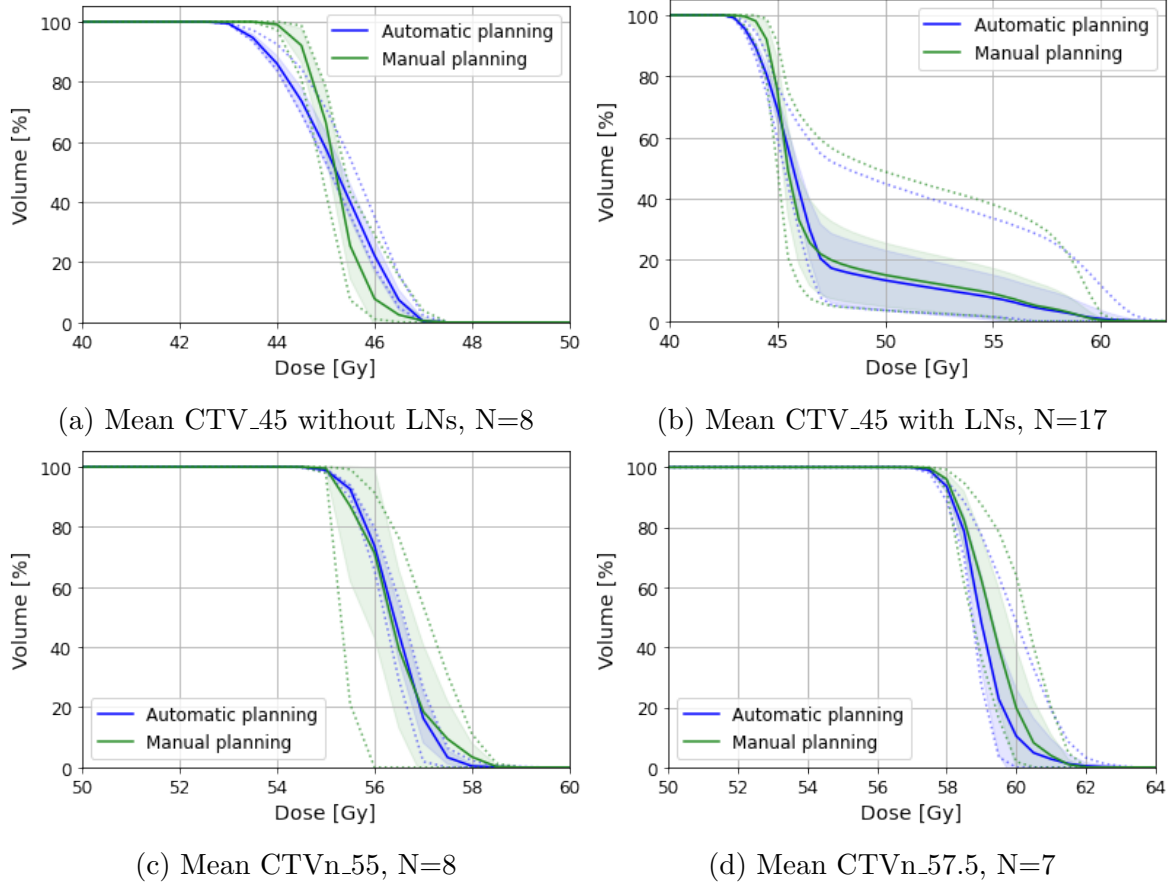 100
80
60
40
20
0
Volume [%]
40 42 44 46 48 50
Dose [Gy]
Automatic planning
Manual planning
(a) Mean CTV_45 without LNs, N=8
100
80
60
40
20
0
Volume [%]
40 45 50 55 60
Dose [Gy]
Automatic planning
Manual planning
(b) Mean CTV_45 with LNs, N=17
100
80
60
40
20
0
Volume [%]
50 52 54 56 58 60
Dose [Gy]
Automatic planning
Manual planning
(c) Mean CTVn_55, N=8
100
80
60
40
20
0
Volume [%]
50 52 54 56 58 60 62 64
Dose [Gy]
Automatic planning
Manual planning
(d) Mean CTVn_57.5, N=7